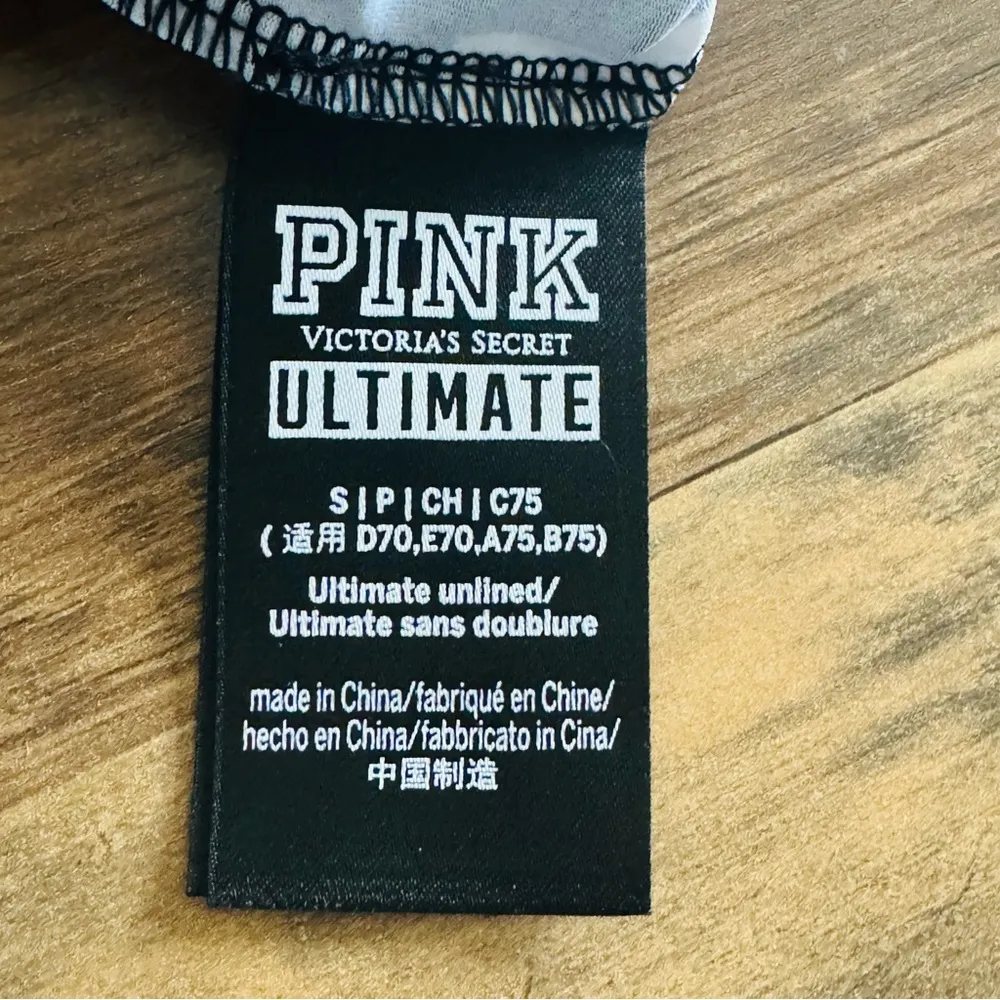 PINK
VICTORIA'S SECRET
ULTIMATE
S | P | CH | C75
( 适用 D70,E70,A75,B75)
Ultimate unlined/
Ultimate sans doublure
made in China/fabriqué en Chine/
hecho en China/fabbricato in Cina/
中国制造